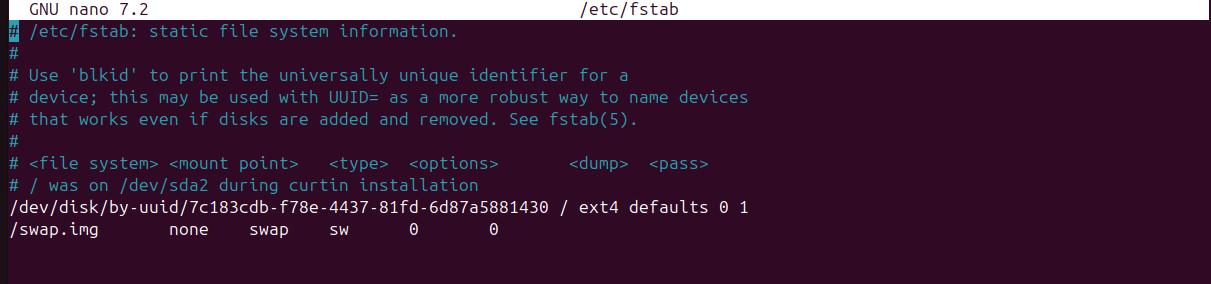 GNU nano 7.2 /etc/fstab
# /etc/fstab: static file system information.
#
# Use 'blkid' to print the universally unique identifier for a
# device; this may be used with UUID= as a more robust way to name devices
# that works even if disks are added and removed. See fstab(5).
#
# <file system> <mount point>   <type>  <options>       <dump>  <pass>
# / was on /dev/sda2 during curtin installation
/dev/disk/by-uuid/7c183cdb-f78e-4437-81fd-6d87a5881430 / ext4 defaults 0 1
/swap.img       none    swap    sw      0       0